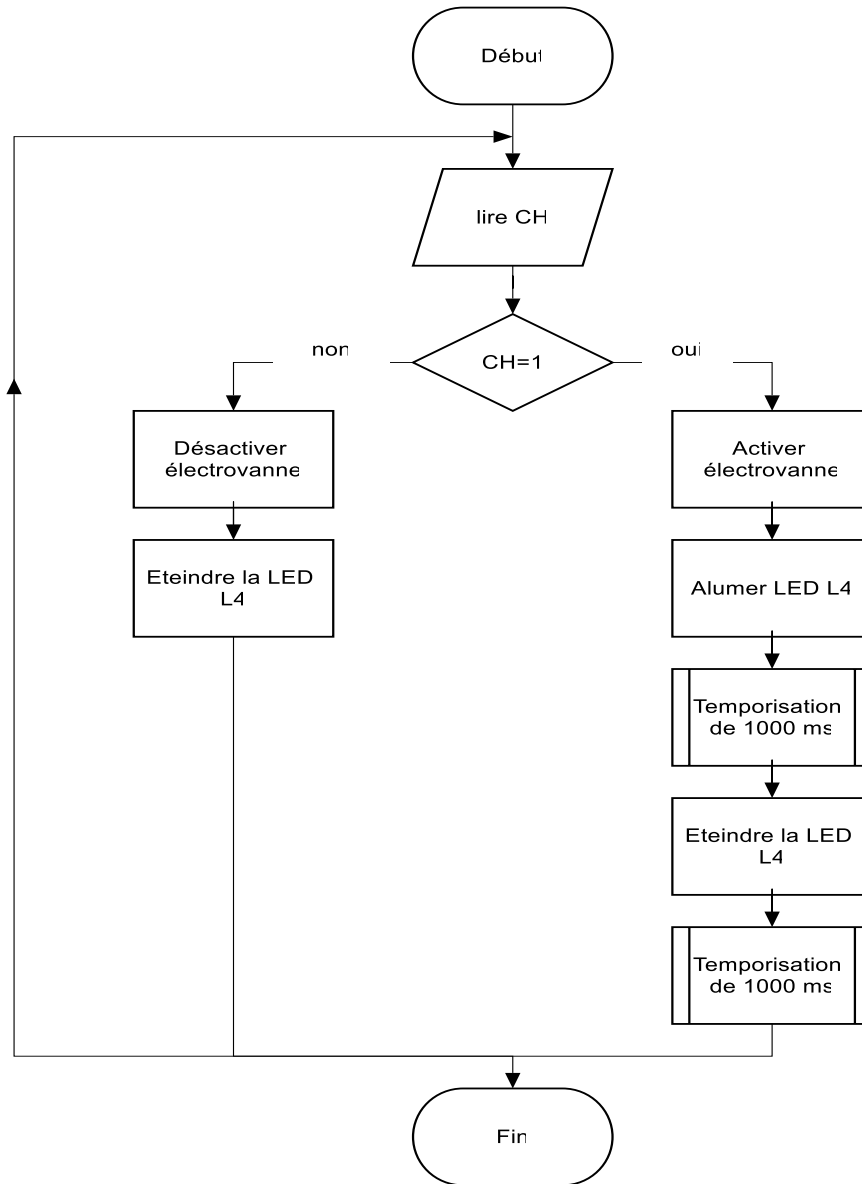 Début
lire CH
non
CH=1
oui
Désactiver
électrovanne
Activer
électrovanne
Eteindre la LED
L4
Alumer LED L4
Temporisation
de 1000 ms
Eteindre la LED
L4
Temporisation
de 1000 ms
Fin